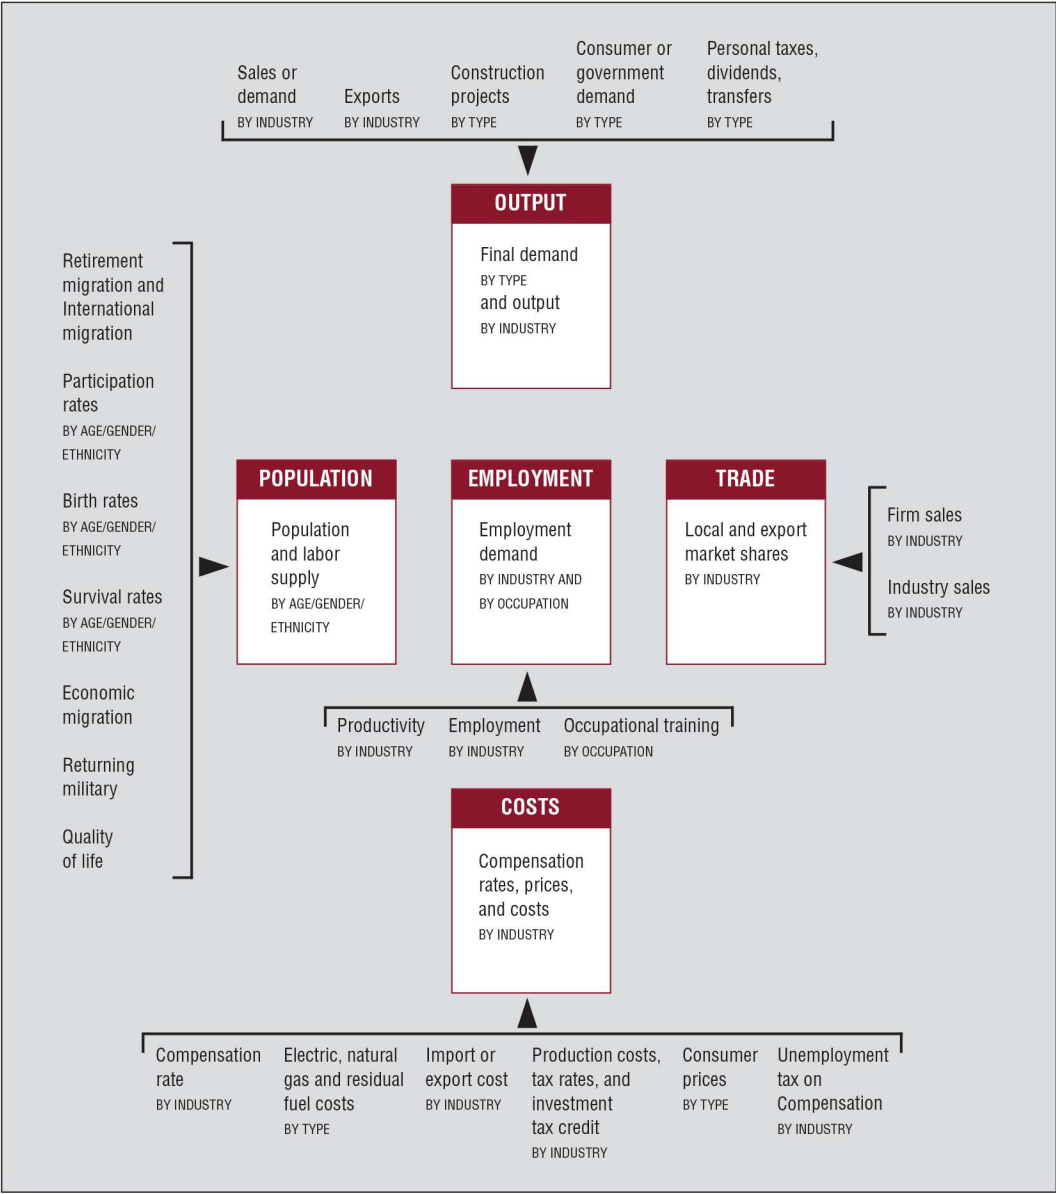 Sales or
demand
BY INDUSTRY
Exports
BY INDUSTRY
Construction
projects
BY TYPE
Consumer or
government
demand
BY TYPE
Personal taxes,
dividends,
transfers
BY TYPE
OUTPUT
Final demand
BY TYPE
and output
BY INDUSTRY
Retirement
migration and
International
migration
Participation
rates
BY AGE/GENDER/
ETHNICITY
Birth rates
BY AGE/GENDER/
ETHNICITY
Survival rates
BY AGE/GENDER/
ETHNICITY
Economic
migration
Returning
military
Quality
of life
POPULATION
Population
and labor
supply
BY AGE/GENDER/
ETHNICITY
EMPLOYMENT
Employment
demand
BY INDUSTRY AND
BY OCCUPATION
TRADE
Local and export
market shares
BY INDUSTRY
Firm sales
BY INDUSTRY
Industry sales
BY INDUSTRY
Productivity
BY INDUSTRY
Employment
BY INDUSTRY
Occupational training
BY OCCUPATION
COSTS
Compensation
rates, prices,
and costs
BY INDUSTRY
Compensation
rate
BY INDUSTRY
Electric, natural
gas and residual
fuel costs
BY TYPE
Import or
export cost
BY INDUSTRY
Production costs,
tax rates, and
investment
tax credit
BY INDUSTRY
Consumer
prices
BY TYPE
Unemployment
tax on
Compensation
BY INDUSTRY